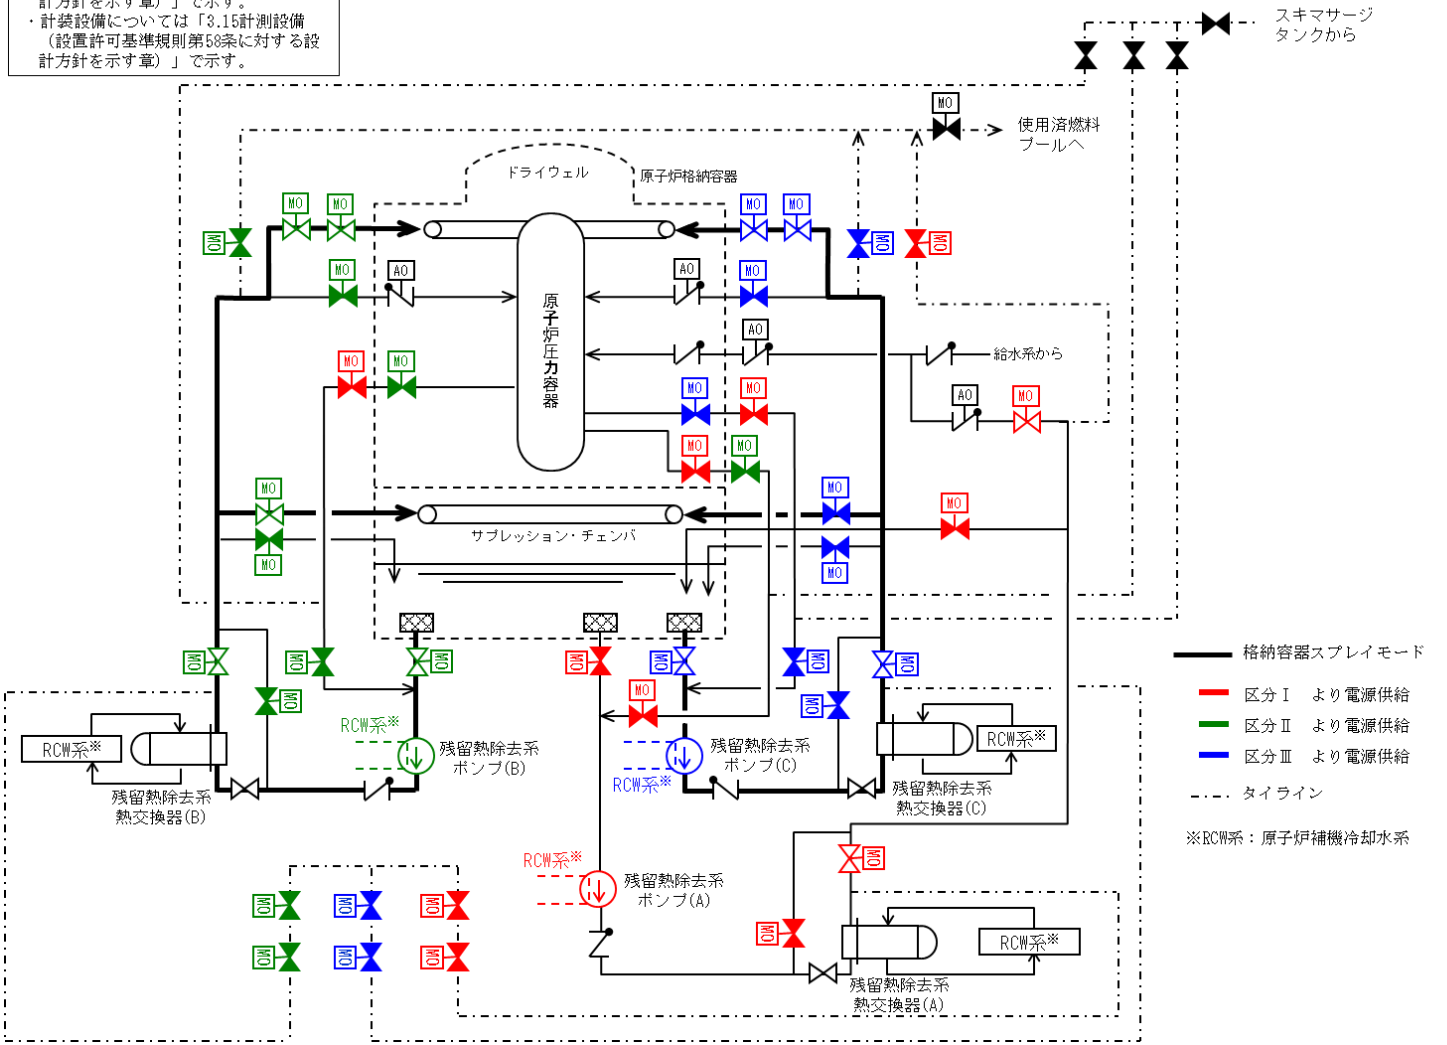 計方針を示す章）」で示す。
・計装設備については「3.15計測設備
（設置許可基準規則第58条に対する設
計方針を示す章）」で示す。
スキマサージ
タンクから
MO
使用済燃料
プールへ
ドライウェル
原子炉格納容器
MO
MO
MO
MO
MO
MO
MO
MO
AO
AO
MO
原子炉圧力容器
AO
給水系から
MO
MO
MO
MO
AO
MO
MO
MO
MO
MO
MO
サプレッション・チェンバ
MO
MO
MO
MO
MO
MO
MO
MO
MO
MO
MO
MO
MO
格納容器スプレイモード
区分Ⅰ より電源供給
区分Ⅱ より電源供給
区分Ⅲ より電源供給
タイライン
※RCW系：原子炉補機冷却水系
RCW系※
RCW系※
残留熱除去系
ポンプ(B)
残留熱除去系
熱交換器(B)
RCW系※
残留熱除去系
ポンプ(C)
RCW系※
残留熱除去系
熱交換器(C)
RCW系※
残留熱除去系
ポンプ(A)
MO
MO
MO
MO
MO
MO
MO
MO
RCW系※
残留熱除去系
熱交換器(A)